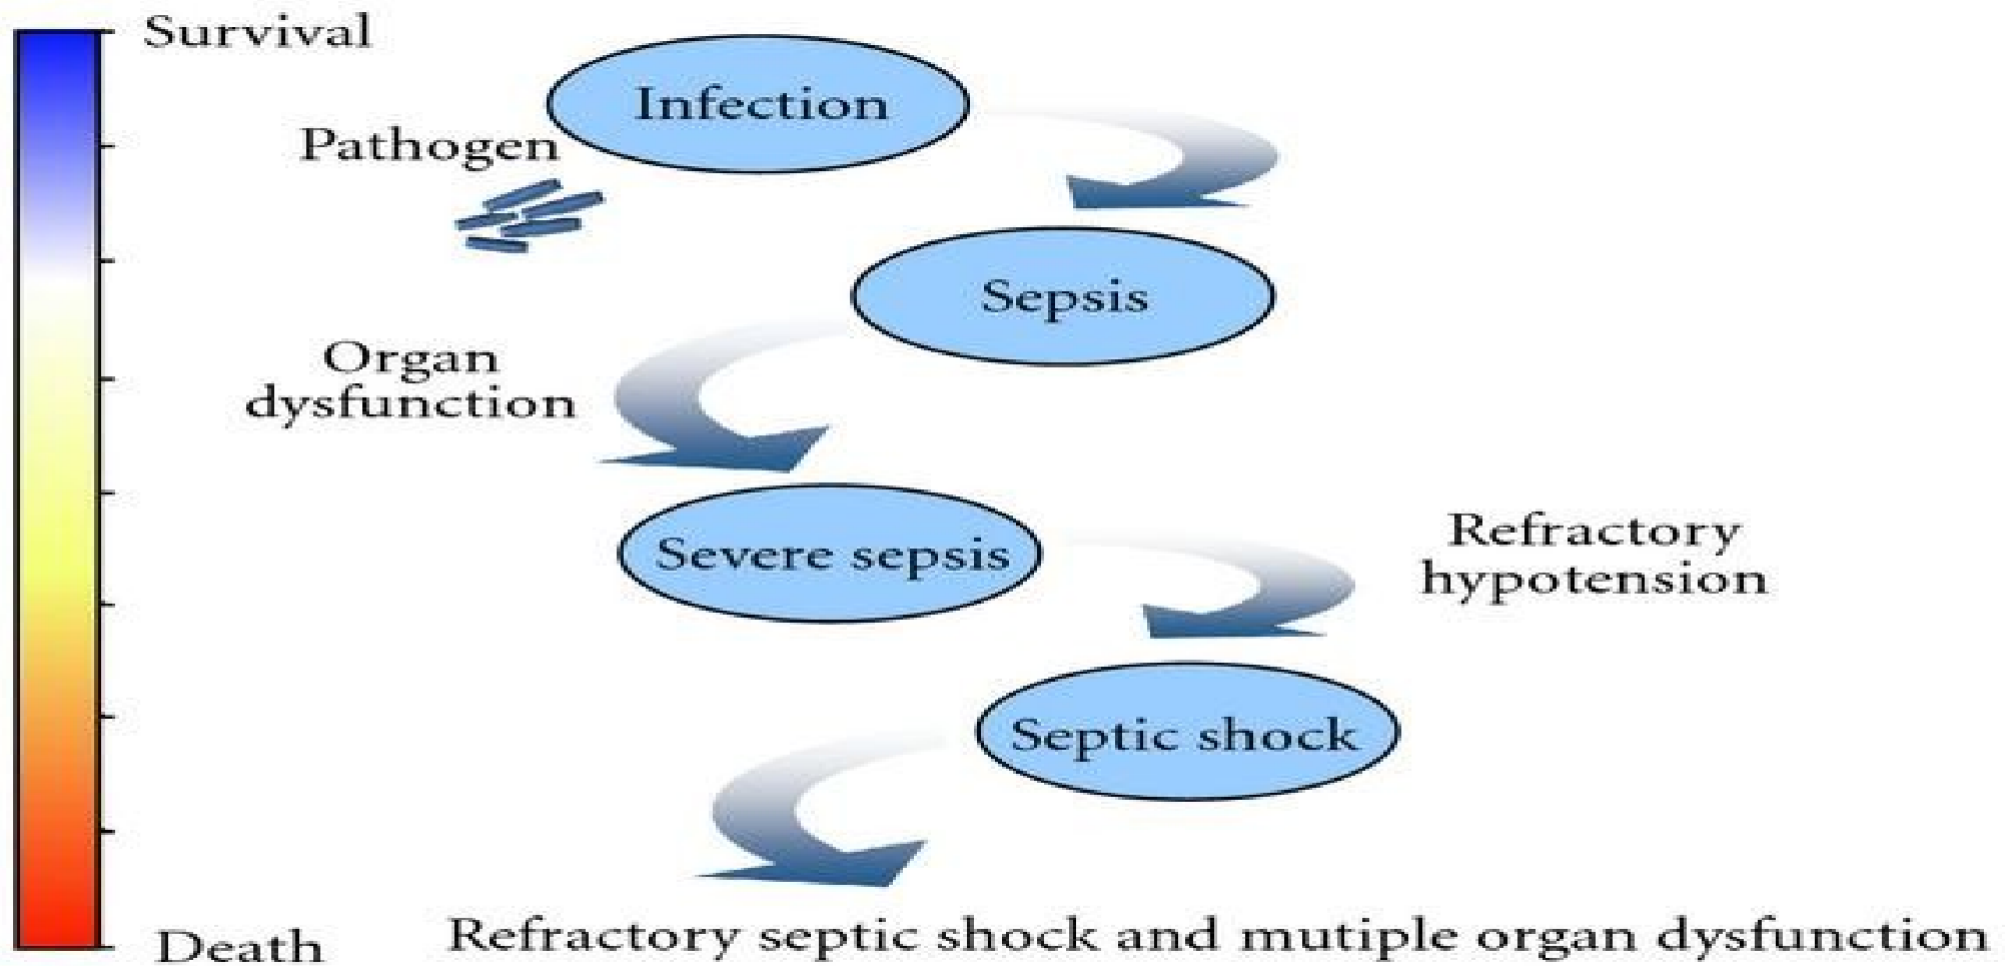 Survival
Infection
Pathogen
Sepsis
Organ
dysfunction
Severe sepsis
Refractory
hypotension
Septic shock
Refractory septic shock and mutiple organ dysfunction
Death